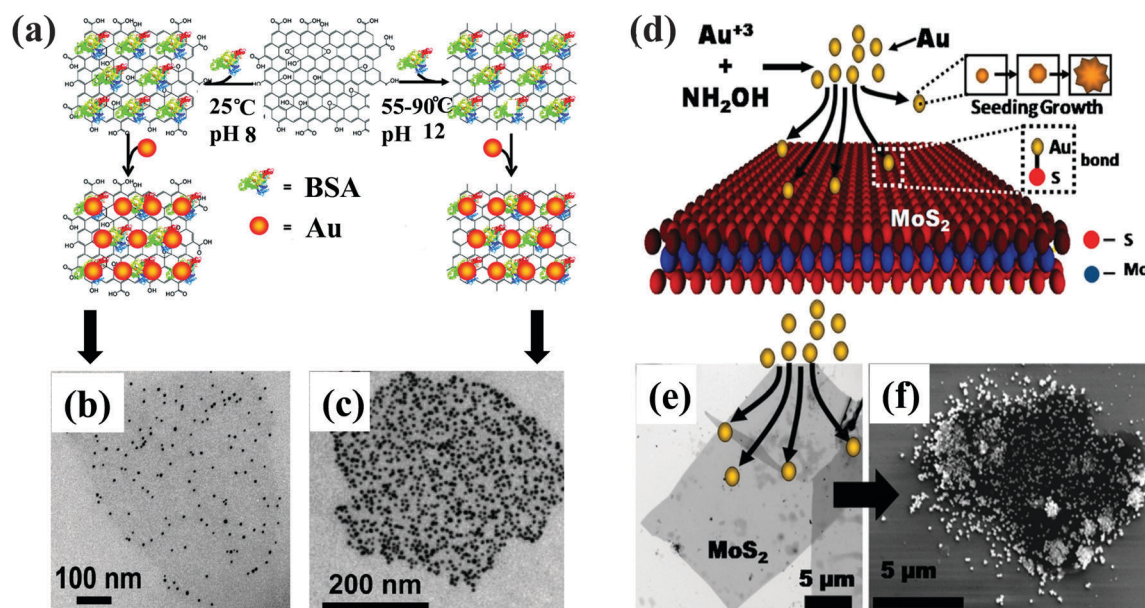 (a)
25°C
pH 8
55-90°C
pH 12
= BSA
= Au
(b)
100 nm
(c)
200 nm
(d)
Au+3
+
NH2OH
Au
Seeding Growth
Au
bond
S
MoS2
S
Mo
(e)
MoS2
5 µm
(f)
5 µm